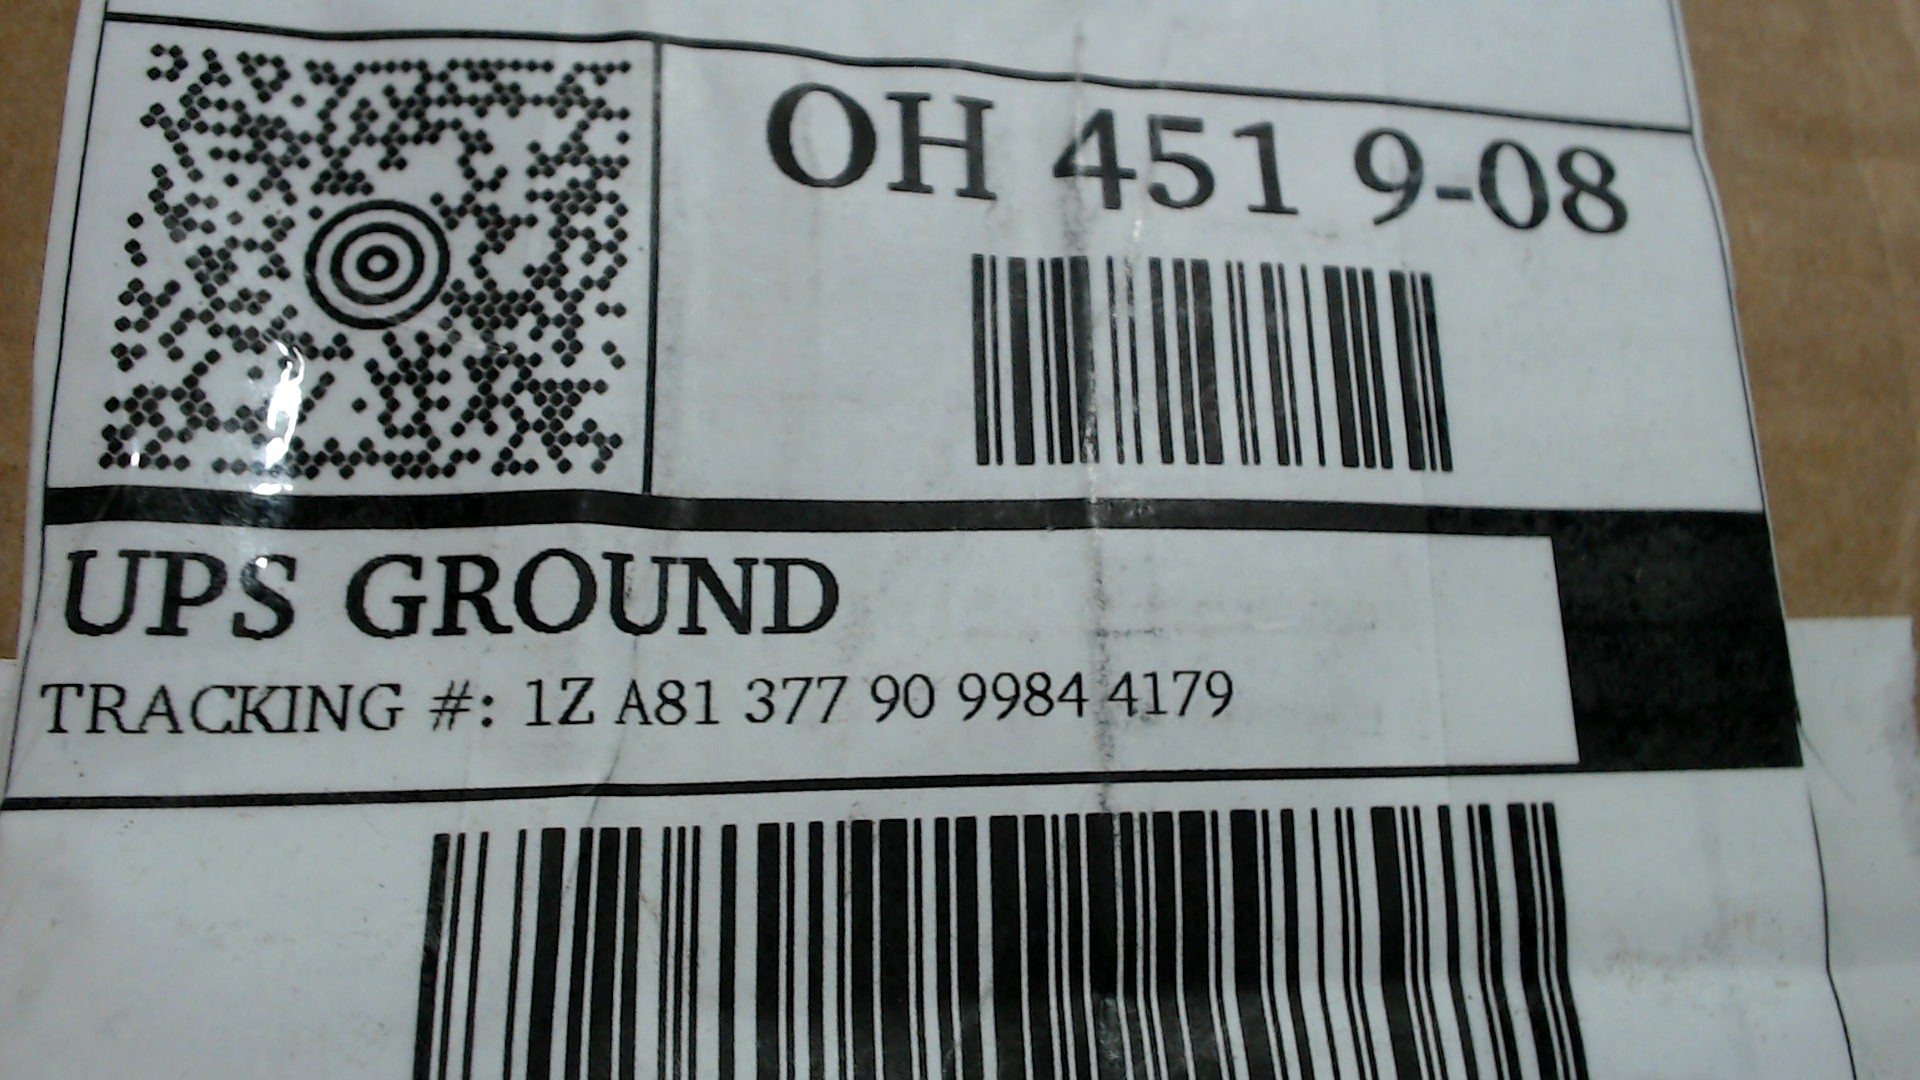 OH 451 9-08
UPS GROUND
TRACKING #: 1Z A81 377 90 9984 4179